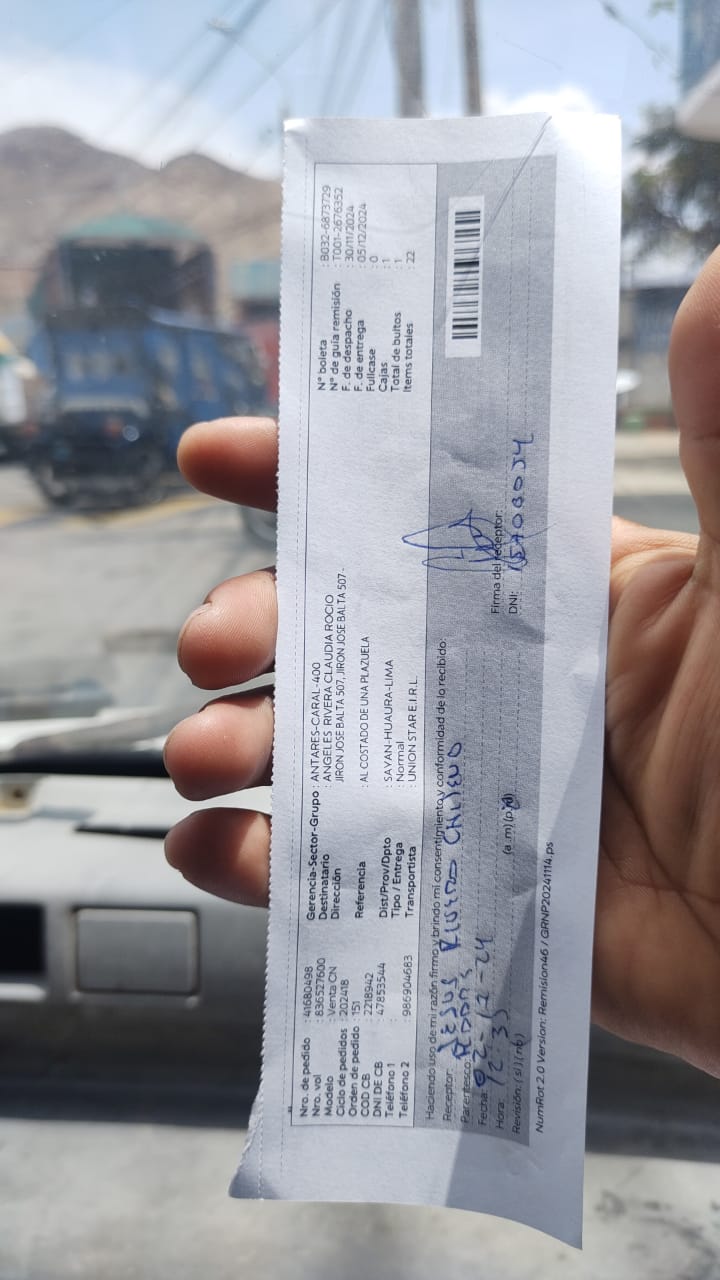 Nro. de pedido : 41680498
Nro. vol : 836527600
Modelo : Venta CN
Ciclo de pedidos : 202418
Orden de pedido : 151
COD CB : 2218942
DNI DE CB : 47853544
Teléfono 1 :
Teléfono 2 : 986904683
Gerencia-Sector-Grupo : ANTARES-CARAL-400
Destinatario : ANGELES RIVERA CLAUDIA ROCIO
Dirección : JIRON JOSE BALTA 507, JIRON JOSE BALTA 507 -
Referencia : AL COSTADO DE UNA PLAZUELA
Dist/Prov/Dpto : SAYAN-HUAURA-LIMA
Tipo / Entrega : Normal
Transportista : UNION STAR E.I.R.L.
N° boleta : B032-6873729
N° de guía remisión : T001-2676352
F. de despacho : 30/11/2024
F. de entrega : 05/12/2024
Fullcase : 0
Cajas : 1
Total de bultos : 1
Items totales : 22
Haciendo uso de mi razón firmo y brindo mi consentimiento y conformidad de lo recibido:
Receptor: JESUS RIVERO
Parentesco:
Fecha: 02-12-24
Hora: 12:35 (a.m) (p.m)
Revisión: (si) (no)
Firma del receptor:
DNI:
NumRot 2.0 Version: Remision46 / GRNP20241114.ps